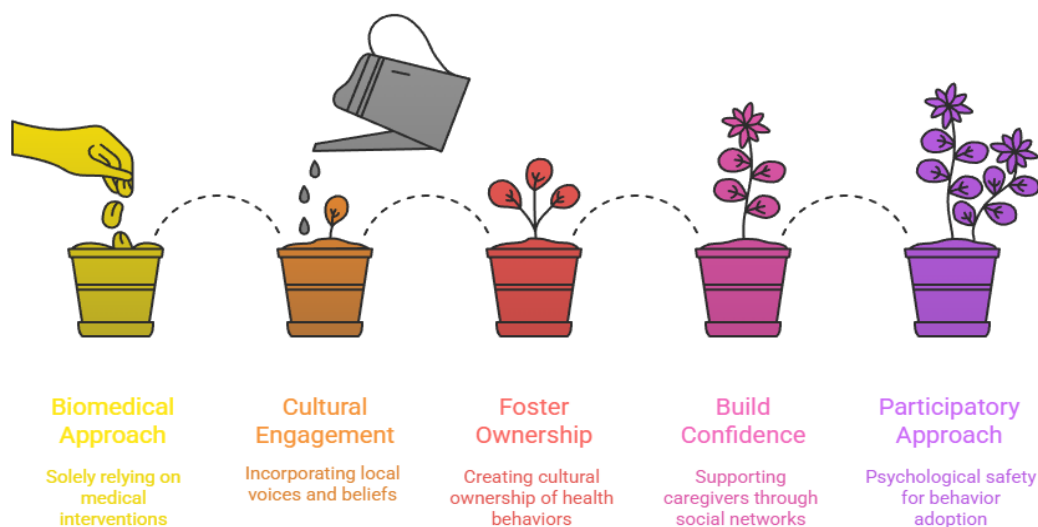 Biomedical
Approach
Solely relying on
medical
interventions
Cultural
Engagement
Incorporating local
voices and beliefs
Foster
Ownership
Creating cultural
ownership of health
behaviors
Build
Confidence
Supporting
caregivers through
social networks
Participatory
Approach
Psychological safety
for behavior
adoption